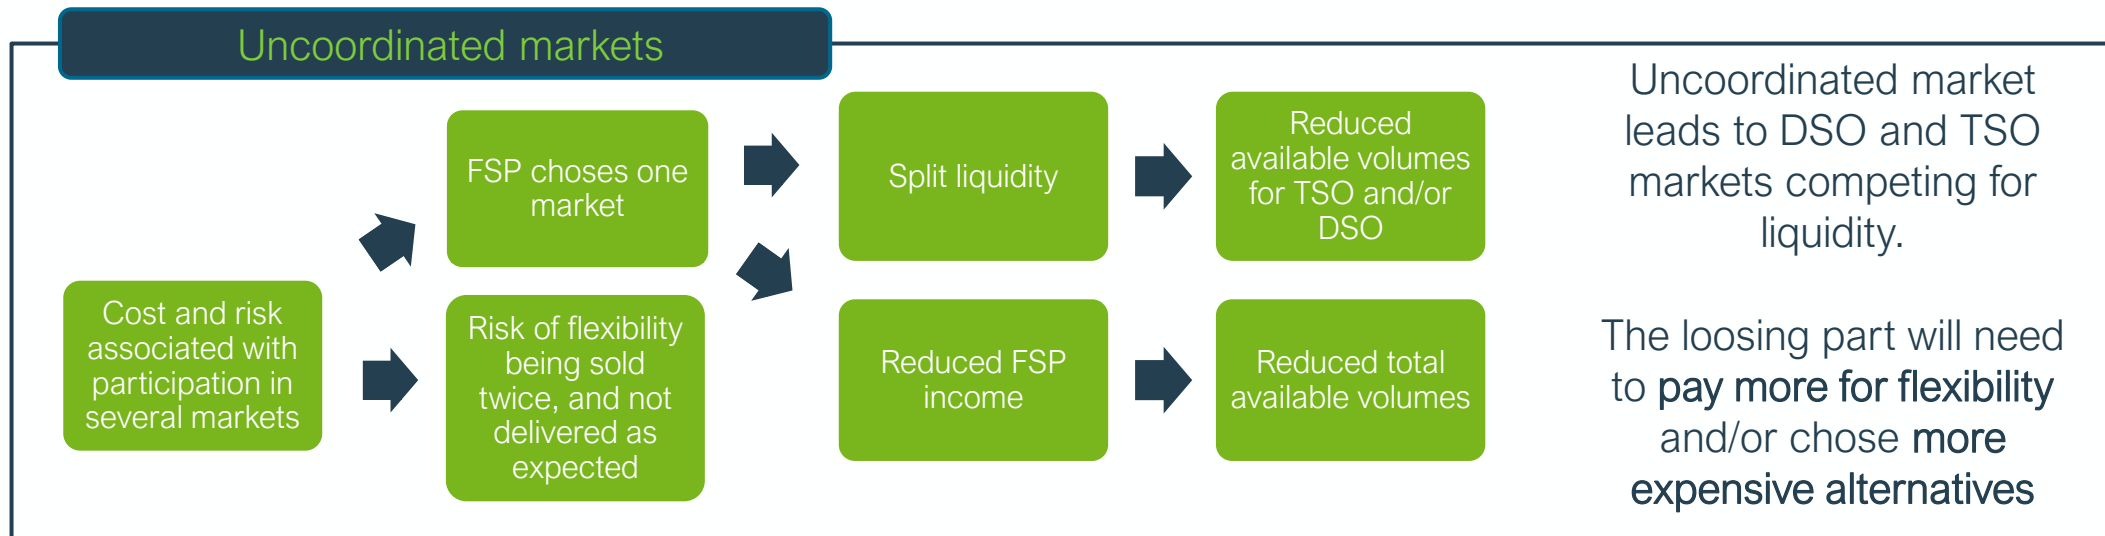 Uncoordinated markets
Cost and risk
associated with
participation in
several markets
FSP choses one
market
Risk of flexibility
being sold
twice, and not
delivered as
expected
Split liquidity
Reduced FSP
income
Reduced
available volumes
for TSO and/or
DSO
Reduced total
available volumes
Uncoordinated market
leads to DSO and TSO
markets competing for
liquidity.
The loosing part will need
to pay more for flexibility
and/or chose more
expensive alternatives